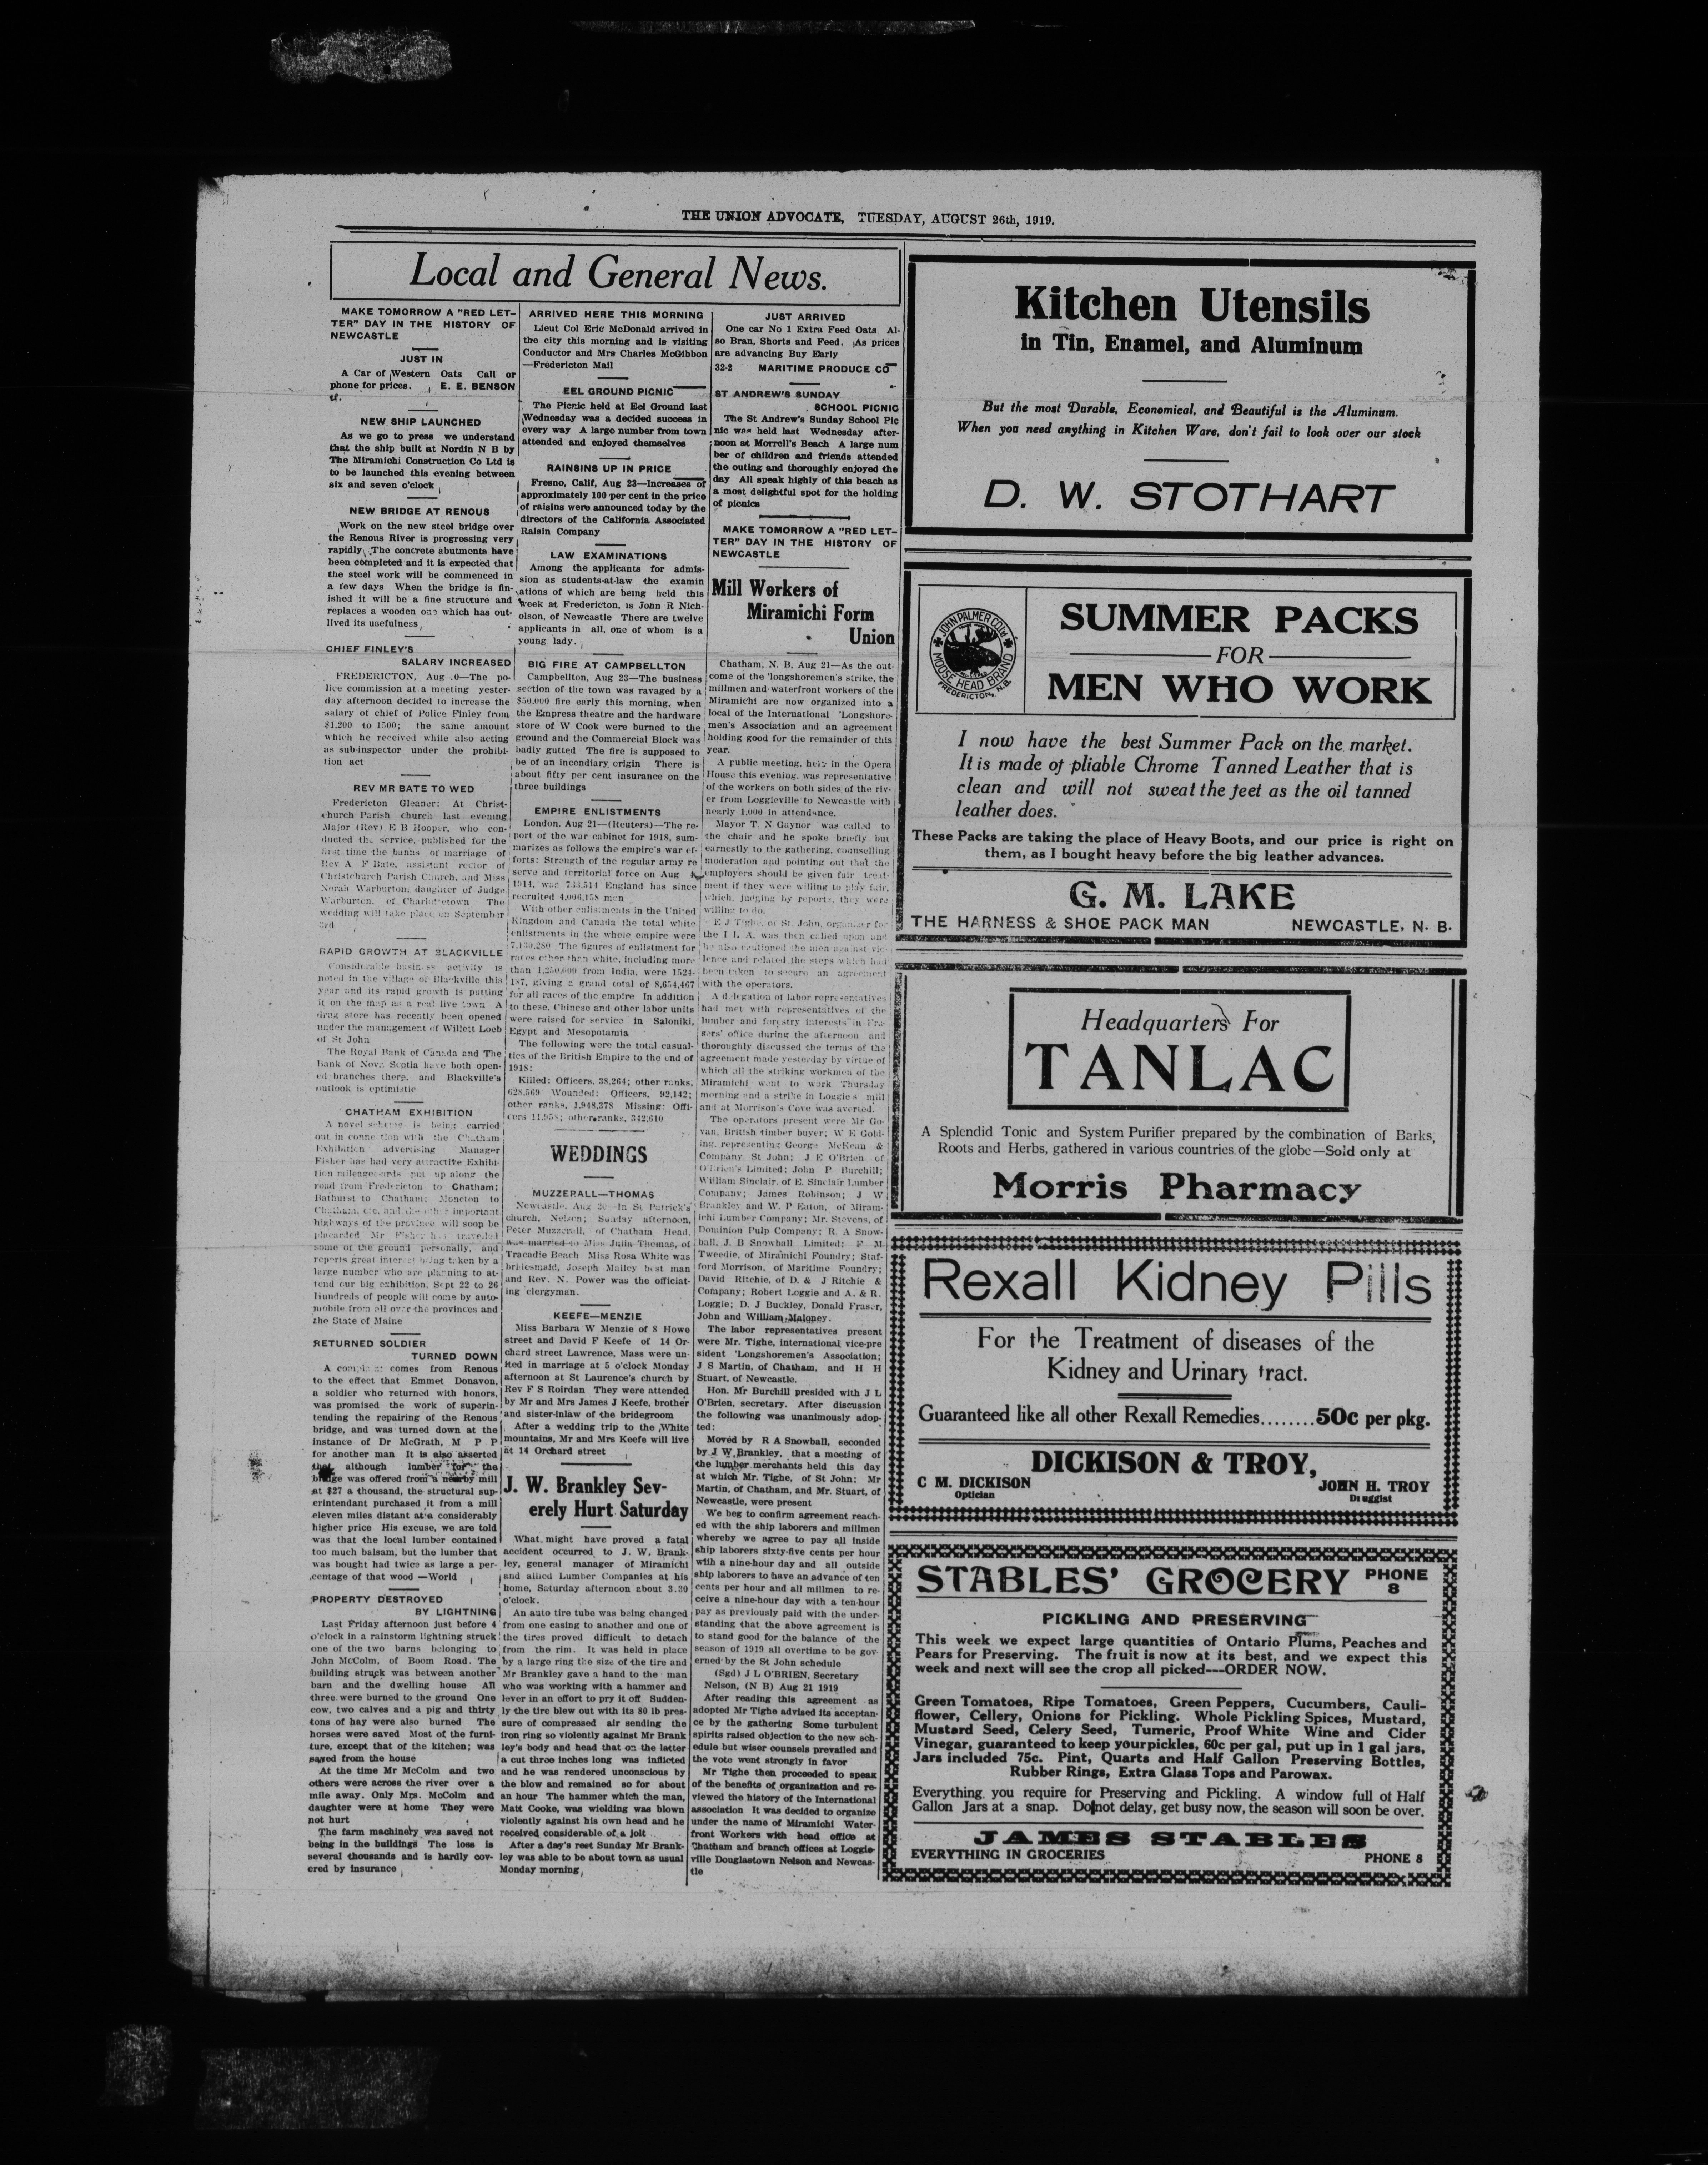 THE UNION ADVOCATE, TUESDAY, AUGUST 26th, 1919.
Local and General News.
MAKE TOMORROW A "RED LET-
TER" DAY IN THE HISTORY OF
NEWCASTLE
JUST IN
A Car of Western Oats Call or
phone for prices. E. E. BENSON
tf.
NEW SHIP LAUNCHED
As we go to press we understand
that the ship built at Nordin N B by
The Miramichi Construction Co Ltd is
to be launched this evening between
six and seven o'clock
NEW BRIDGE AT RENOUS
Work on the new steel bridge over
the Renous River is progressing very
rapidly The concrete abutments have
been completed and it is expected that
the steel work will be commenced in
a few days When the bridge is fin-
ished it will be a fine structure and
replaces a wooden one which has out-
lived its usefulness
CHIEF FINLEY'S
SALARY INCREASED
FREDERICTON, Aug .0—The po-
lice commission at a meeting yester-
day afternoon decided to increase the
salary of chief of Police Finley from
$1,200 to 1500; the same amount
which he received while also acting
as sub-inspector under the prohibi-
tion act
REV MR BATE TO WED
Fredericton Gleaner: At Christ-
church Parish church last evening
Major (Rev) E B Hooper, who con-
ducted the service, published for the
first time the banns of marriage of
Rev A F Bate, assistant rector of
Christchurch Parish Church, and Miss
Norah Warburton, daughter of Judge
Warburton, of Charlottetown The
wedding will take place on September
3rd
RAPID GROWTH AT BLACKVILLE
Considerable business activity is
noted in the village of Blackville this
year and its rapid growth is putting
it on the map as a real live town A
drug store has recently been opened
under the management of Willett Loeb
of St John
The Royal Bank of Canada and The
Bank of Nova Scotia have both open-
ed branches there, and Blackville's
outlook is optimistic
CHATHAM EXHIBITION
A novel scheme is being carried
out in connection with the Chatham
Exhibition advertising Manager
Fisher has had very attractive Exhibi-
tion mileage put up along the
road from Fredericton to Chatham;
Bathurst to Chatham; Moncton to
Chatham, etc, and the other important
highways of the province will soop be
placarded Mr Fisher has travelled
some of the ground personally, and
reports great interest being taken by a
large number who are planning to at-
tend our big exhibition, Sept 22 to 26
Hundreds of people will come by auto-
mobile from all over the provinces and
the State of Maine
RETURNED SOLDIER
TURNED DOWN
A complaint comes from Renous
to the effect that Emmet Donavon,
a soldier who returned with honors,
was promised the work of superin-
tending the repairing of the Renous
bridge, and was turned down at the
instance of Dr McGrath, M P P
for another man It is also asserted
that although lumber for the
bridge was offered from a nearby mill
at $27 a thousand, the structural sup-
erintendant purchased it from a mill
eleven miles distant at a considerably
higher price His excuse, we are told
was that the local lumber contained
too much balsam, but the lumber that
was bought had twice as large a per-
centage of that wood —World
PROPERTY DESTROYED
BY LIGHTNING
Last Friday afternoon just before 4
o'clock in a rainstorm lightning struck
one of the two barns belonging to
John McColm, of Boom Road. The
building struck was between another
barn and the dwelling house All
three were burned to the ground One
cow, two calves and a pig and thirty
tons of hay were also burned The
horses were saved Most of the furni-
ture, except that of the kitchen; was
saved from the house
At the time Mr McColm and two
others were across the river over a
mile away. Only Mrs. McColm and
daughter were at home They were
not hurt
The farm machinery was saved not
being in the buildings The loss is
several thousands and is hardly cov-
ered by insurance
ARRIVED HERE THIS MORNING
Lieut Col Eric McDonald arrived in
the city this morning and is visiting
Conductor and Mrs Charles McGibbon
—Fredericton Mail
EEL GROUND PICNIC
The Picnic held at Eel Ground last
Wednesday was a decided success in
every way A large number from town
attended and enjoyed themselves
RAINSINS UP IN PRICE
Fresno, Calif, Aug 23—Increases of
approximately 100 per cent in the price
of raisins were announced today by the
directors of the California Associated
Raisin Company
LAW EXAMINATIONS
Among the applicants for admis-
sion as students-at-law the examin
ations of which are being held this
week at Fredericton, is John R Nich-
olson, of Newcastle There are twelve
applicants in all, one of whom is a
young lady.
BIG FIRE AT CAMPBELLTON
Campbellton, Aug 23—The business
section of the town was ravaged by a
$50,000 fire early this morning, when
the Empress theatre and the hardware
store of W Cook were burned to the
ground and the Commercial Block was
badly gutted The fire is supposed to
be of an incendiary origin There is
about fifty per cent insurance on the
three buildings
EMPIRE ENLISTMENTS
London, Aug 21—(Reuters)—The re-
port of the war cabinet for 1918, sum-
marizes as follows the empire's war ef-
forts: Strength of the regular army re
serve and territorial force on Aug
1914, was 733,514 England has since
recruited 4,006,158 men
With other enlistments in the United
Kingdom and Canada the total white
enlistments in the whole empire were
7,130,280 The figures of enlistment for
races other than white, including more
than 1,250,000 from India, were 1524-
187, giving a grand total of 8,654,467
for all races of the empire In addition
to these, Chinese and other labor units
were raised for service in Saloniki,
Egypt and Mesopotamia
The following were the total casual-
ties of the British Empire to the end of
1918:
Killed: Officers, 38,264; other ranks,
628,569 Wounded: Officers, 92,142;
other ranks, 1,948,378 Missing: Offi-
cers 11,958; other ranks, 342,610
WEDDINGS
MUZZERALL—THOMAS
Newcastle, Aug 20—In St Patrick's
church, Nelson; Sunday afternoon,
Peter Muzzerall, of Chatham Head,
was married to Miss Julia Thomas, of
Tracadie Beach Miss Rosa White was
bridesmaid, Joseph Malley best man
and Rev. N. Power was the officiat-
ing clergyman.
KEEFE—MENZIE
Miss Barbara W Menzie of 8 Howe
street and David F Keefe of 14 Or-
chard street Lawrence, Mass were un-
ited in marriage at 5 o'clock Monday
afternoon at St Laurence's church by
Rev F S Roirdan They were attended
by Mr and Mrs James J Keefe, brother
and sister-inlaw of the bridegroom
After a wedding trip to the White
mountains, Mr and Mrs Keefe will live
at 14 Orchard street
J. W. Brankley Sev-
erely Hurt Saturday
What might have proved a fatal
accident occurred to J. W. Brank-
ley, general manager of Miramichi
and allied Lumber Companies at his
home, Saturday afternoon about 3.30
o'clock.
An auto tire tube was being changed
from one casing to another and one of
the tires proved difficult to detach
from the rim. It was held in place
by a large ring the size of the tire and
Mr Brankley gave a hand to the man
who was working with a hammer and
lever in an effort to pry it off Sudden-
ly the tire blew out with its 80 lb pres-
sure of compressed air sending the
iron ring so violently against Mr Brank
ley's body and head that on the latter
a cut three inches long was inflicted
and he was rendered unconscious by
the blow and remained so for about
an hour The hammer which the man,
Matt Cooke, was wielding was blown
violently against his own head and he
received considerable of a jolt
After a day's rest Sunday Mr Brank-
ley was able to be about town as usual
Monday morning
JUST ARRIVED
One car No 1 Extra Feed Oats Al-
so Bran, Shorts and Feed. As prices
are advancing Buy Early
32-2 MARITIME PRODUCE CO
ST ANDREW'S SUNDAY
SCHOOL PICNIC
The St Andrew's Sunday School Pic
nic was held last Wednesday after-
noon at Morrell's Beach A large num
ber of children and friends attended
the outing and thoroughly enjoyed the
day All speak highly of this beach as
a most delightful spot for the holding
of picnics
MAKE TOMORROW A "RED LET-
TER" DAY IN THE HISTORY OF
NEWCASTLE
Mill Workers of
Miramichi Form
Union
Chatham, N. B, Aug 21—As the out-
come of the 'longshoremen's strike, the
millmen and waterfront workers of the
Miramichi are now organized into a
local of the International 'Longshore-
men's Association and an agreement
holding good for the remainder of this
year.
A public meeting, held in the Opera
House this evening, was representative
of the workers on both sides of the riv-
er from Loggieville to Newcastle with
nearly 1,000 in attendance.
Mayor T. N Gaynor was called to
the chair and he spoke briefly but
earnestly to the gathering, counselling
moderation and pointing out that the
employers should be given fair treat-
ment if they were willing to play fair,
which, judging by reports, they were
willing to do.
E J Tighe, of St. John, organizer for
the I L A. was then called upon and
he also cautioned the men against vio-
lence and related the steps which had
been taken to secure an agreement
with the operators.
A delegation of labor representatives
had met with representatives of the
lumber and forestry interests in Fra-
sers' office during the afternoon and
thoroughly discussed the terms of the
agreement made yesterday by virtue of
which all the striking workmen of the
Miramichi went to work Thursday
morning and a strike in Loggie's mill
and at Morrison's Cove was averted.
The operators present were Mr Go-
van, British timber buyer; W E Gold-
ing, representing George McKean &
Company, St John; J E O'Brien of
O'Brien's Limited; John P Burchill;
William Sinclair, of E. Sinclair Lumber
Company; James Robinson; J W
Brankley and W. P Eaton, of Miram-
ichi Lumber Company; Mr. Stevens, of
Dominion Pulp Company; R. A Snow-
ball, J. B Snowball Limited; F M.
Tweedie, of Miramichi Foundry; Staf-
ford Morrison, of Maritime Foundry;
David Ritchie, of D. & J Ritchie &
Company; Robert Loggie and A. & R.
Loggie; D. J Buckley, Donald Fraser,
John and William Maloney.
The labor representatives present
were Mr. Tighe, international vice-pre
sident 'Longshoremen's Association;
J S Martin, of Chatham, and H H
Stuart, of Newcastle.
Hon. Mr Burchill presided with J L
O'Brien, secretary. After discussion
the following was unanimously adop-
ted:
Moved by R A Snowball, seconded
by J. W Brankley, that a meeting of
the lumber merchants held this day
at which Mr. Tighe, of St John; Mr
Martin, of Chatham, and Mr. Stuart, of
Newcastle, were present
We beg to confirm agreement reach-
ed with the ship laborers and millmen
whereby we agree to pay all inside
ship laborers sixty-five cents per hour
with a nine-hour day and all outside
ship laborers to have an advance of ten
cents per hour and all millmen to re-
ceive a nine-hour day with a ten-hour
pay as previously paid with the under-
standing that the above agreement is
to stand good for the balance of the
season of 1919 all overtime to be gov-
erned by the St John schedule
(Sgd) J L O'BRIEN, Secretary
Nelson, (N B) Aug 21 1919
After reading this agreement as
adopted Mr Tighe advised its acceptan-
ce by the gathering Some turbulent
spirits raised objection to the new sch-
edule but wiser counsels prevailed and
the vote went strongly in favor
Mr Tighe then proceeded to speak
of the benefits of organization and re-
viewed the history of the International
association It was decided to organize
under the name of Miramichi Water-
front Workers with head office at
Chatham and branch offices at Loggie-
ville Douglastown Nelson and Newcas-
tle
Kitchen Utensils
in Tin, Enamel, and Aluminum
But the most Durable, Economical, and Beautiful is the Aluminum.
When you need anything in Kitchen Ware, don't fail to look over our stock
D. W. STOTHART
JOHN PALMER CO. LTD
MOOSE HEAD BRAND
FREDERICTON, N.B.
SUMMER PACKS
FOR
MEN WHO WORK
I now have the best Summer Pack on the market.
It is made of pliable Chrome Tanned Leather that is
clean and will not sweat the feet as the oil tanned
leather does.
These Packs are taking the place of Heavy Boots, and our price is right on
them, as I bought heavy before the big leather advances.
G. M. LAKE
THE HARNESS & SHOE PACK MAN NEWCASTLE, N. B.
Headquarters For
TANLAC
A Splendid Tonic and System Purifier prepared by the combination of Barks,
Roots and Herbs, gathered in various countries of the globe—Sold only at
Morris Pharmacy
Rexall Kidney Pills
For the Treatment of diseases of the
Kidney and Urinary tract.
Guaranteed like all other Rexall Remedies........50c per pkg.
DICKISON & TROY,
C M. DICKISON
Optician
JOHN H. TROY
Druggist
STABLES' GROCERY PHONE 8
PICKLING AND PRESERVING
This week we expect large quantities of Ontario Plums, Peaches and
Pears for Preserving. The fruit is now at its best, and we expect this
week and next will see the crop all picked---ORDER NOW.
Green Tomatoes, Ripe Tomatoes, Green Peppers, Cucumbers, Cauli-
flower, Cellery, Onions for Pickling. Whole Pickling Spices, Mustard,
Mustard Seed, Celery Seed, Tumeric, Proof White Wine and Cider
Vinegar, guaranteed to keep your pickles, 60c per gal, put up in 1 gal jars,
Jars included 75c. Pint, Quarts and Half Gallon Preserving Bottles,
Rubber Rings, Extra Glass Tops and Parowax.
Everything you require for Preserving and Pickling. A window full of Half
Gallon Jars at a snap. Do not delay, get busy now, the season will soon be over.
JAMES STABLES
EVERYTHING IN GROCERIES PHONE 8